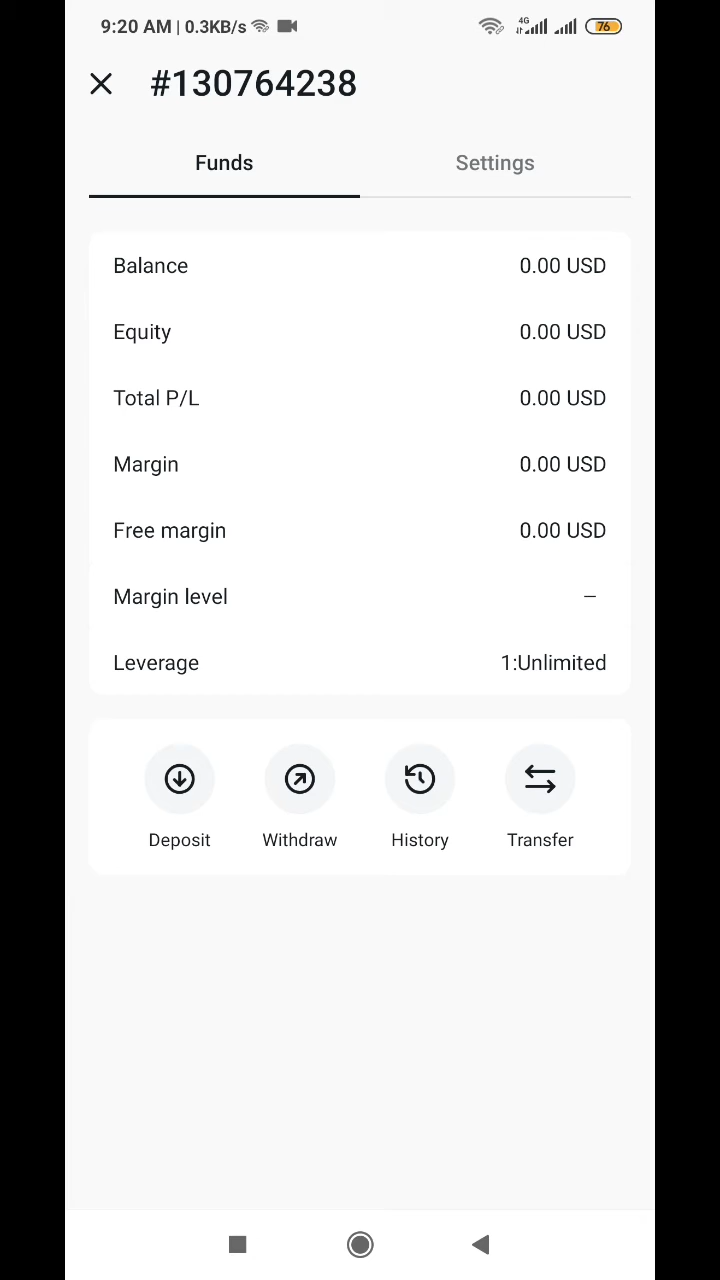 9:20 AM | 0.3KB/s 4G 76
#130764238
Funds Settings
Balance 0.00 USD
Equity 0.00 USD
Total P/L 0.00 USD
Margin 0.00 USD
Free margin 0.00 USD
Margin level –
Leverage 1:Unlimited
Deposit Withdraw History Transfer